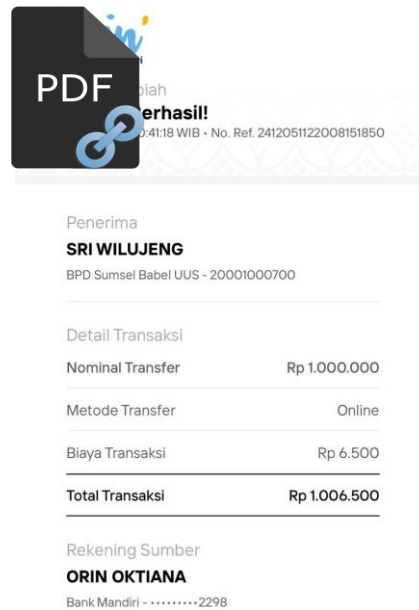 PDF
erhasil!
0:41:18 WIB • No. Ref. 2412051122008151850
Penerima
SRI WILUJENG
BPD Sumsel Babel UUS - 20001000700
Detail Transaksi
Nominal Transfer Rp 1.000.000
Metode Transfer Online
Biaya Transaksi Rp 6.500
Total Transaksi Rp 1.006.500
Rekening Sumber
ORIN OKTIANA
Bank Mandiri - •••••••••2298